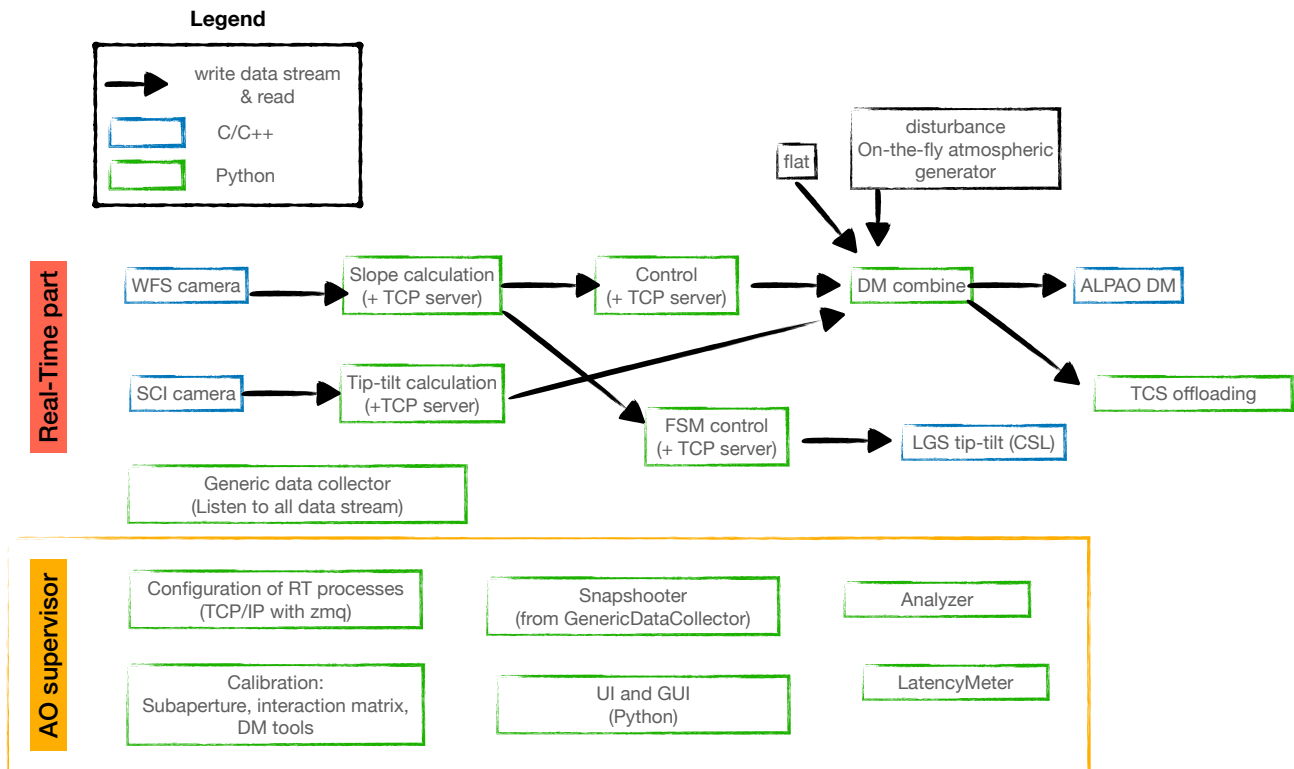 Legend
write data stream
& read
C/C++
Python
flat
disturbance
On-the-fly atmospheric
generator
Real-Time part
WFS camera
Slope calculation
(+ TCP server)
Control
(+ TCP server)
DM combine
ALPAO DM
SCI camera
Tip-tilt calculation
(+TCP server)
FSM control
(+ TCP server)
LGS tip-tilt (CSL)
TCS offloading
Generic data collector
(Listen to all data stream)
AO supervisor
Configuration of RT processes
(TCP/IP with zmq)
Snapshooter
(from GenericDataCollector)
Analyzer
Calibration:
Subaperture, interaction matrix,
DM tools
UI and GUI
(Python)
LatencyMeter